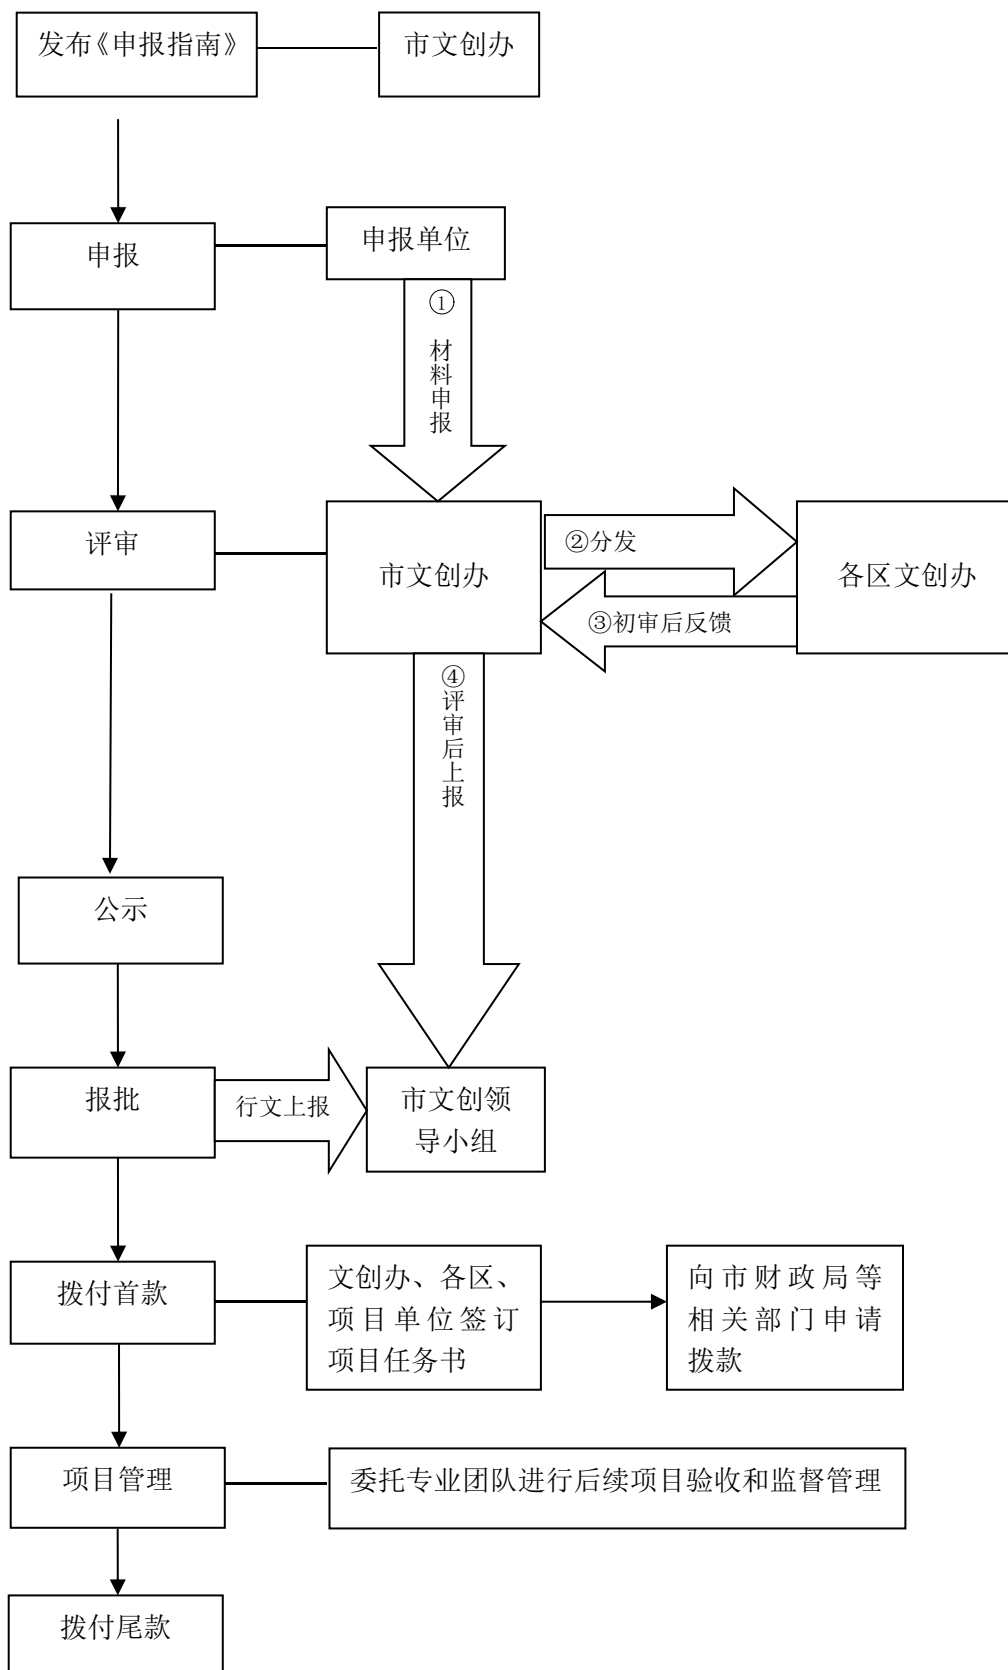 发布《申报指南》
市文创办
申报
申报单位
①
材料申报
评审
市文创办
②分发
③初审后反馈
各区文创办
④评审后上报
公示
报批
行文上报
市文创领
导小组
拨付首款
文创办、各区、
项目单位签订
项目任务书
向市财政局等
相关部门申请
拨款
项目管理
委托专业团队进行后续项目验收和监督管理
拨付尾款